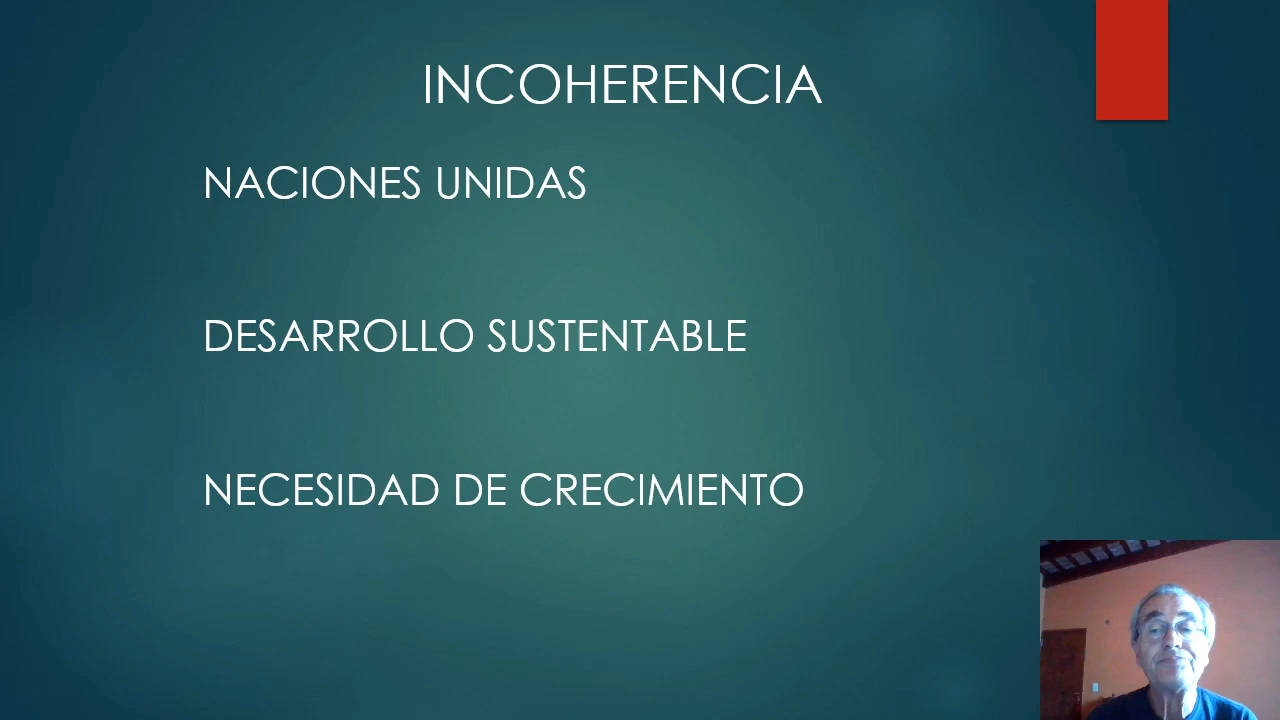 INCOHERENCIA
NACIONES UNIDAS
DESARROLLO SUSTENTABLE
NECESIDAD DE CRECIMIENTO